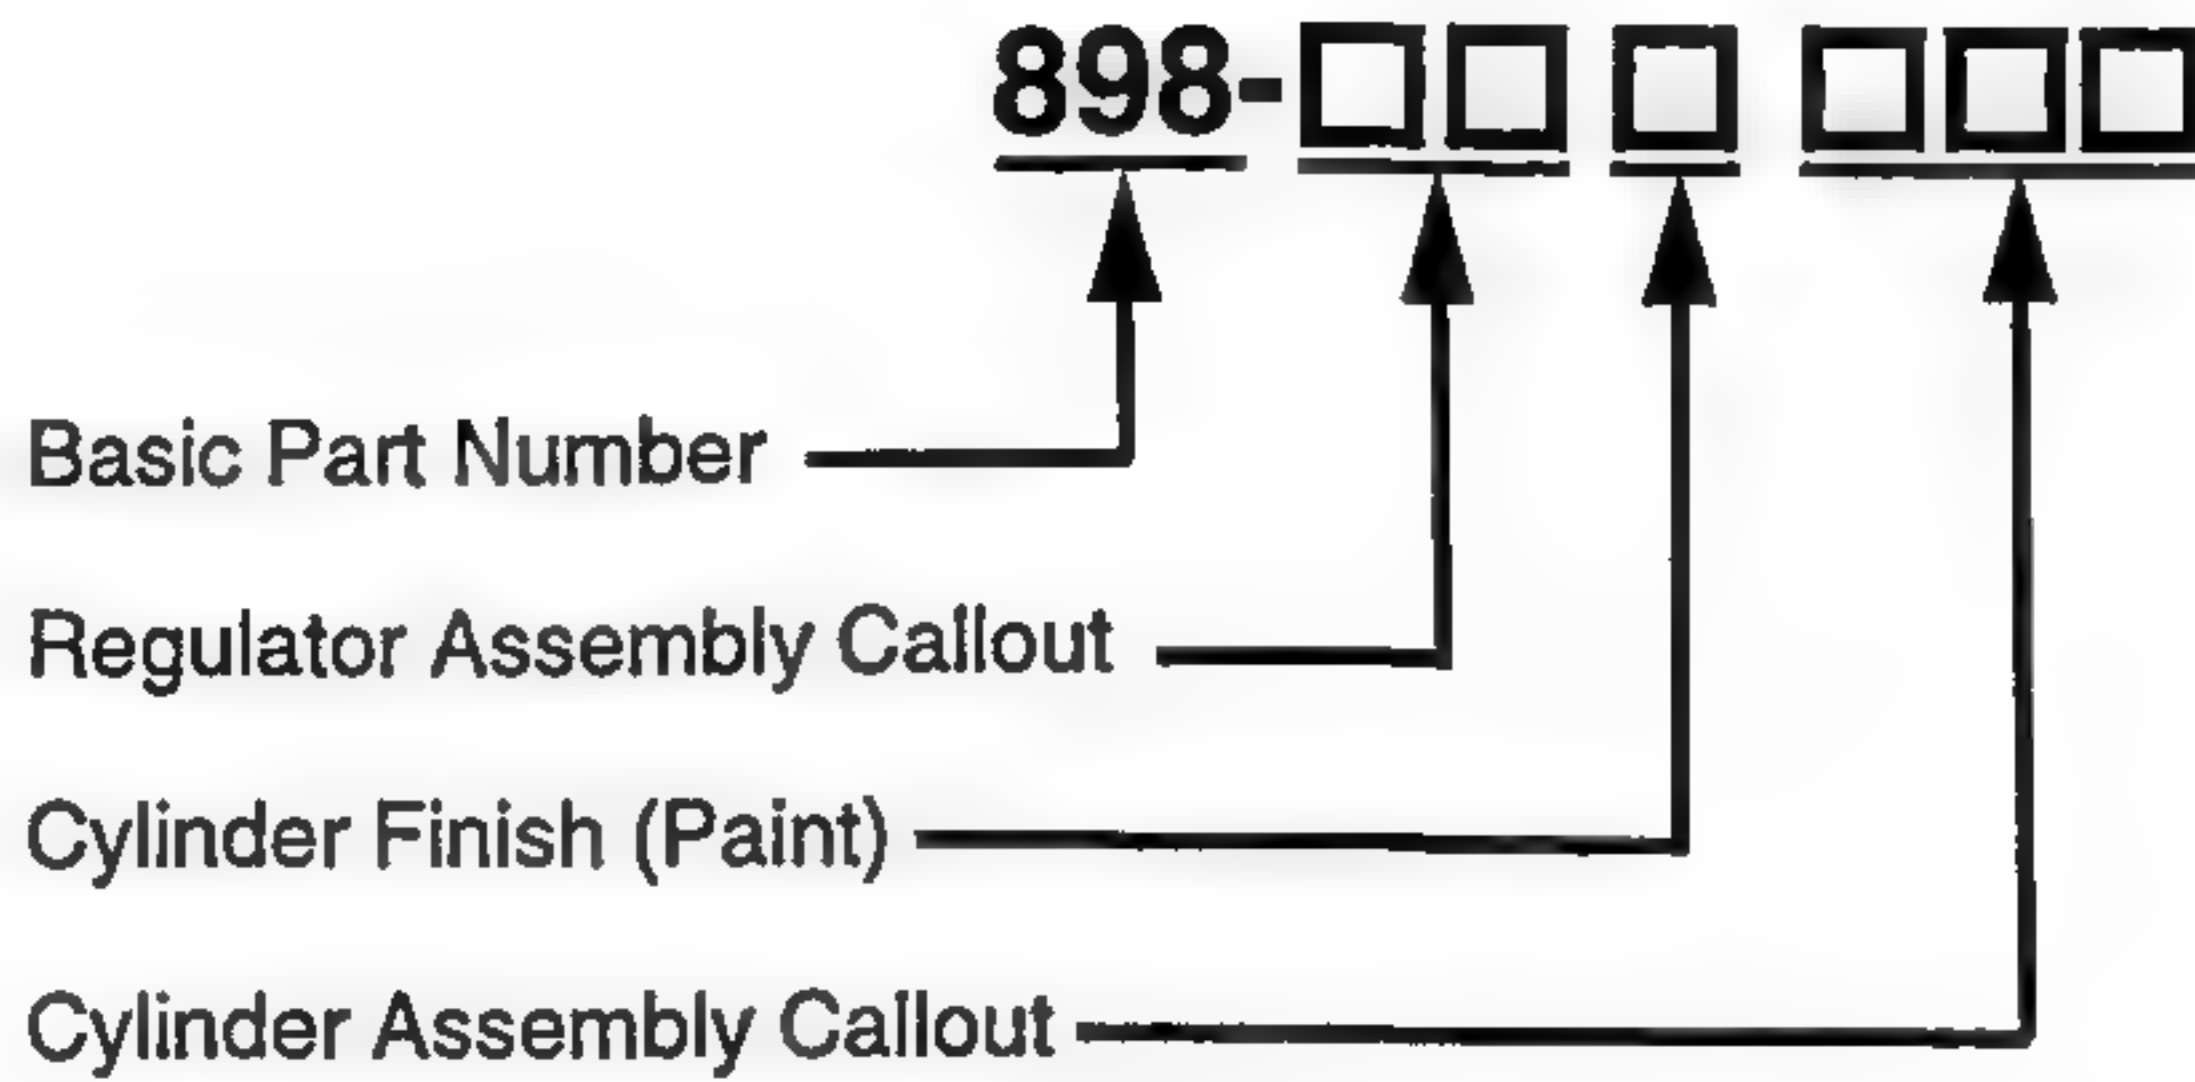 898-□□ □ □□□
Basic Part Number
Regulator Assembly Callout
Cylinder Finish (Paint)
Cylinder Assembly Callout